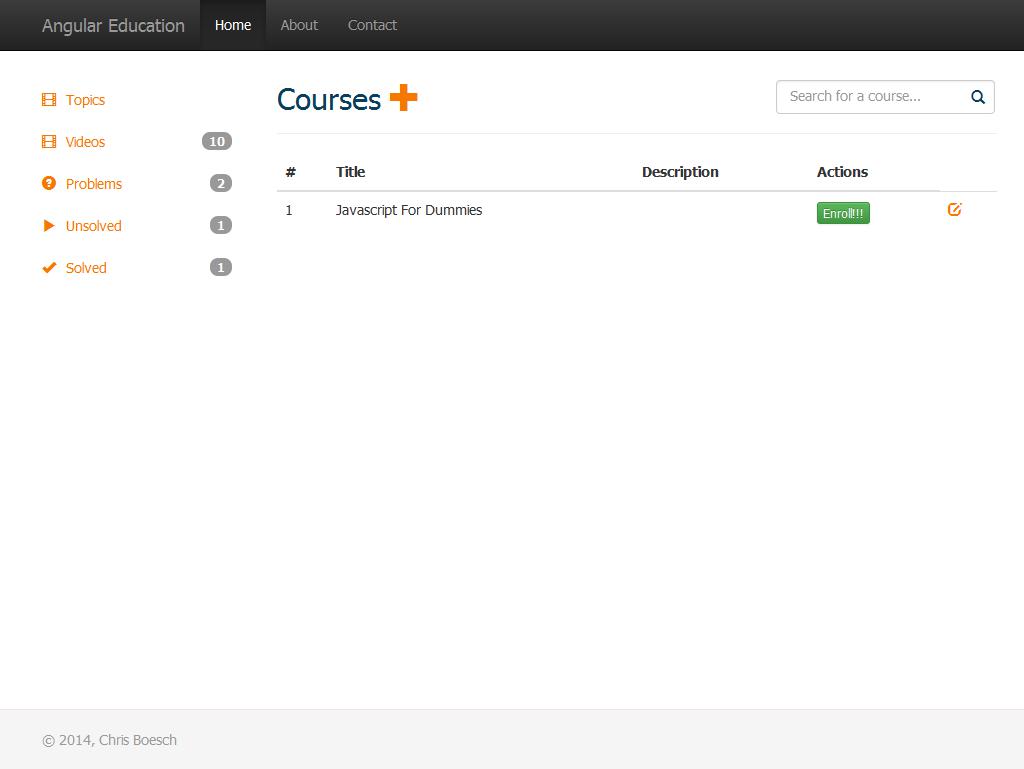 Angular Education Home About Contact
Topics
Videos 10
Problems 2
Unsolved 1
Solved 1
Courses
Search for a course...
# Title Description Actions
1 Javascript For Dummies Enroll!!!
© 2014, Chris Boesch